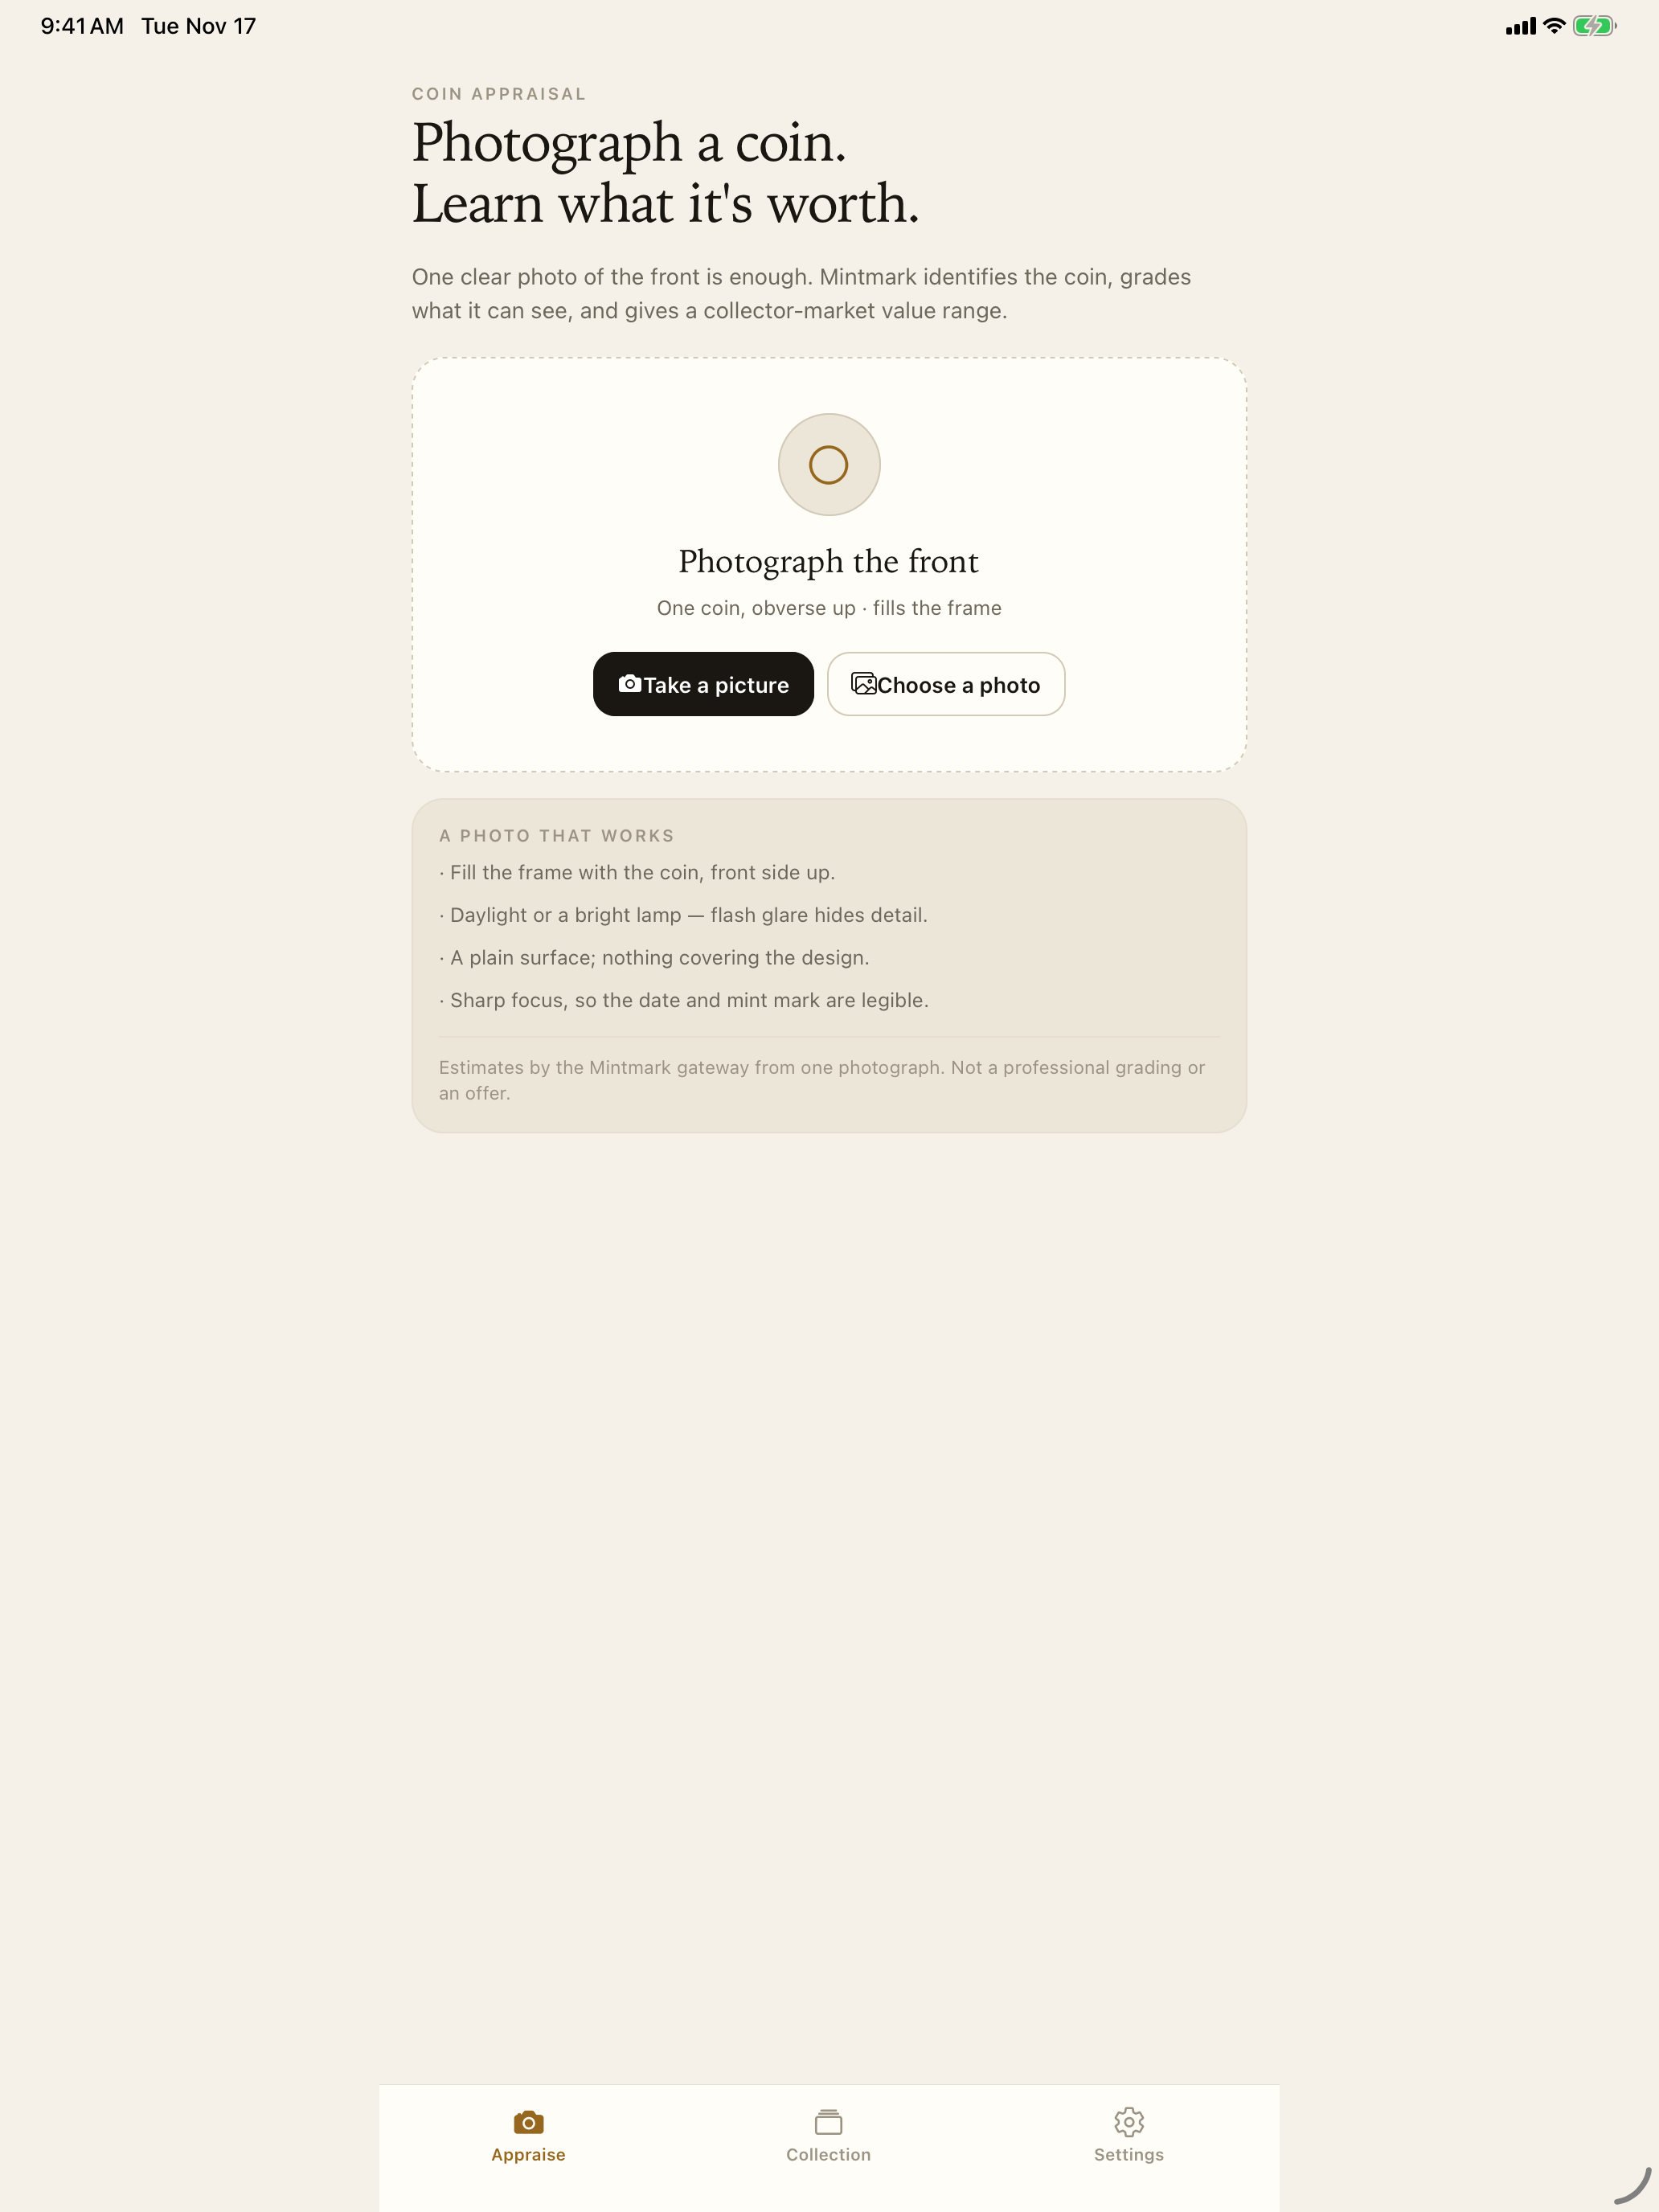 9:41 AM Tue Nov 17
COIN APPRAISAL
Photograph a coin.
Learn what it's worth.
One clear photo of the front is enough. Mintmark identifies the coin, grades
what it can see, and gives a collector-market value range.
Photograph the front
One coin, obverse up · fills the frame
Take a picture
Choose a photo
A PHOTO THAT WORKS
· Fill the frame with the coin, front side up.
· Daylight or a bright lamp — flash glare hides detail.
· A plain surface; nothing covering the design.
· Sharp focus, so the date and mint mark are legible.
Estimates by the Mintmark gateway from one photograph. Not a professional grading or
an offer.
Appraise
Collection
Settings